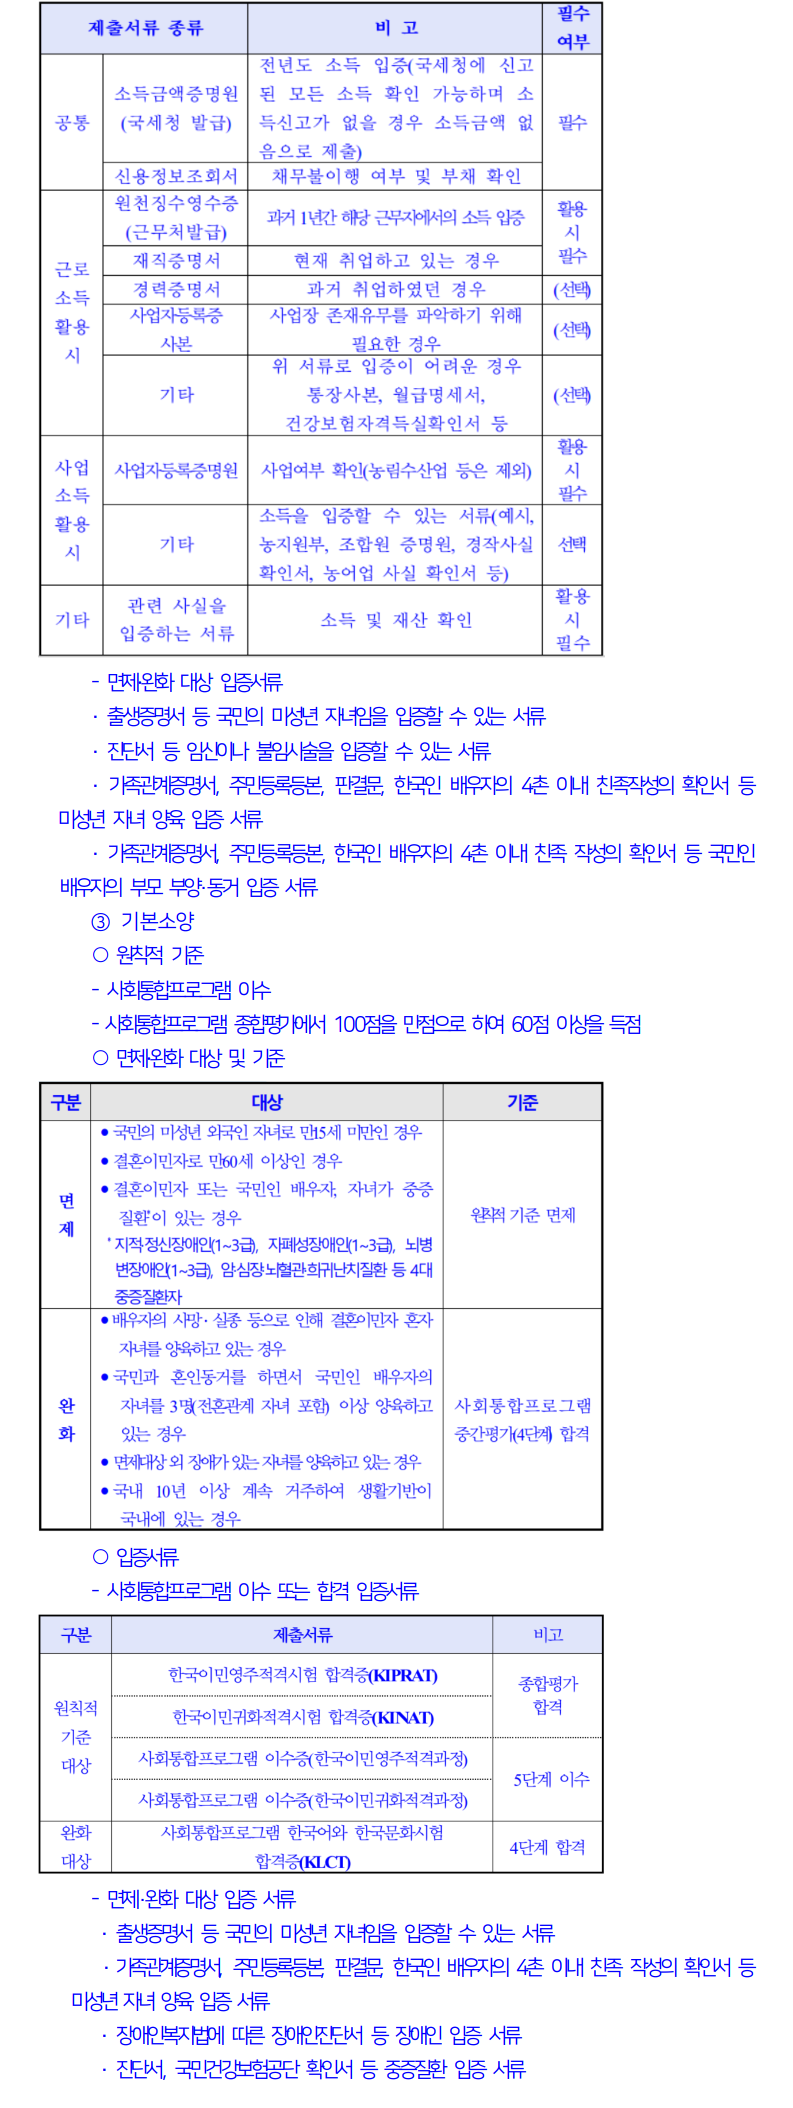 제출서류 종류 비 고 필수
여부
공통
소득금액증명원
(국세청 발급)
전년도 소득 입증(국세청에 신고
된 모든 소득 확인 가능하며 소
득신고가 없을 경우 소득금액 없
음으로 제출)
필수
신용정보조회서 채무불이행 여부 및 부채 확인
근로
소득
활용
시
원천징수영수증
(근무처발급)
과거 1년간 해당 근무지에서의 소득 입증
활용
시
필수
재직증명서 현재 취업하고 있는 경우
경력증명서 과거 취업하였던 경우 (선택)
사업자등록증
사본
사업장 존재유무를 파악하기 위해
필요한 경우
(선택)
기타
위 서류로 입증이 어려운 경우
통장사본, 월급명세서,
건강보험자격득실확인서 등
(선택)
사업
소득
활용
시
사업자등록증명원 사업여부 확인(농림수산업 등은 제외)
활용
시
필수
기타
소득을 입증할 수 있는 서류(예시,
농지원부, 조합원 증명원, 경작사실
확인서, 농어업 사실 확인서 등)
선택
기타
관련 사실을
입증하는 서류
소득 및 재산 확인
활용
시
필수
- 면제·완화 대상 입증서류
· 출생증명서 등 국민의 미성년 자녀임을 입증할 수 있는 서류
· 진단서 등 임신이나 불임시술을 입증할 수 있는 서류
· 가족관계증명서, 주민등록등본, 판결문, 한국인 배우자의 4촌 이내 친족작성의 확인서 등
미성년 자녀 양육 입증 서류
· 가족관계증명서, 주민등록등본, 한국인 배우자의 4촌 이내 친족 작성의 확인서 등 국민인
배우자의 부모 부양·동거 입증 서류
③ 기본소양
○ 원칙적 기준
- 사회통합프로그램 이수
- 사회통합프로그램 종합평가에서 100점을 만점으로 하여 60점 이상을 득점
○ 면제·완화 대상 및 기준
구분 대상 기준
면
제
● 국민의 미성년 외국인 자녀로 만15세 미만인 경우
● 결혼이민자로 만60세 이상인 경우
● 결혼이민자 또는 국민인 배우자, 자녀가 중증
질환*이 있는 경우
* 지적·정신장애인(1~3급), 자폐성장애인(1~3급), 뇌병
변장애인(1~3급), 암·심장·뇌혈관·희귀난치질환 등 4대
중증질환자
원칙적 기준 면제
완
화
● 배우자의 사망·실종 등으로 인해 결혼이민자 혼자
자녀를 양육하고 있는 경우
● 국민과 혼인동거를 하면서 국민인 배우자의
자녀를 3명(전혼관계 자녀 포함) 이상 양육하고
있는 경우
● 면제대상 외 장애가 있는 자녀를 양육하고 있는 경우
● 국내 10년 이상 계속 거주하여 생활기반이
국내에 있는 경우
사회통합프로그램
중간평가(4단계) 합격
○ 입증서류
- 사회통합프로그램 이수 또는 합격 입증서류
구분 제출서류 비고
원칙적
기준
대상
한국이민영주적격시험 합격증(KIPRAT)
한국이민귀화적격시험 합격증(KINAT)
종합평가
합격
사회통합프로그램 이수증(한국이민영주적격과정)
사회통합프로그램 이수증(한국이민귀화적격과정)
5단계 이수
완화
대상
사회통합프로그램 한국어와 한국문화시험
합격증(KLCT)
4단계 합격
- 면제·완화 대상 입증 서류
· 출생증명서 등 국민의 미성년 자녀임을 입증할 수 있는 서류
· 가족관계증명서, 주민등록등본, 판결문, 한국인 배우자의 4촌 이내 친족 작성의 확인서 등
미성년 자녀 양육 입증 서류
· 장애인복지법에 따른 장애인진단서 등 장애인 입증 서류
· 진단서, 국민건강보험공단 확인서 등 중증질환 입증 서류